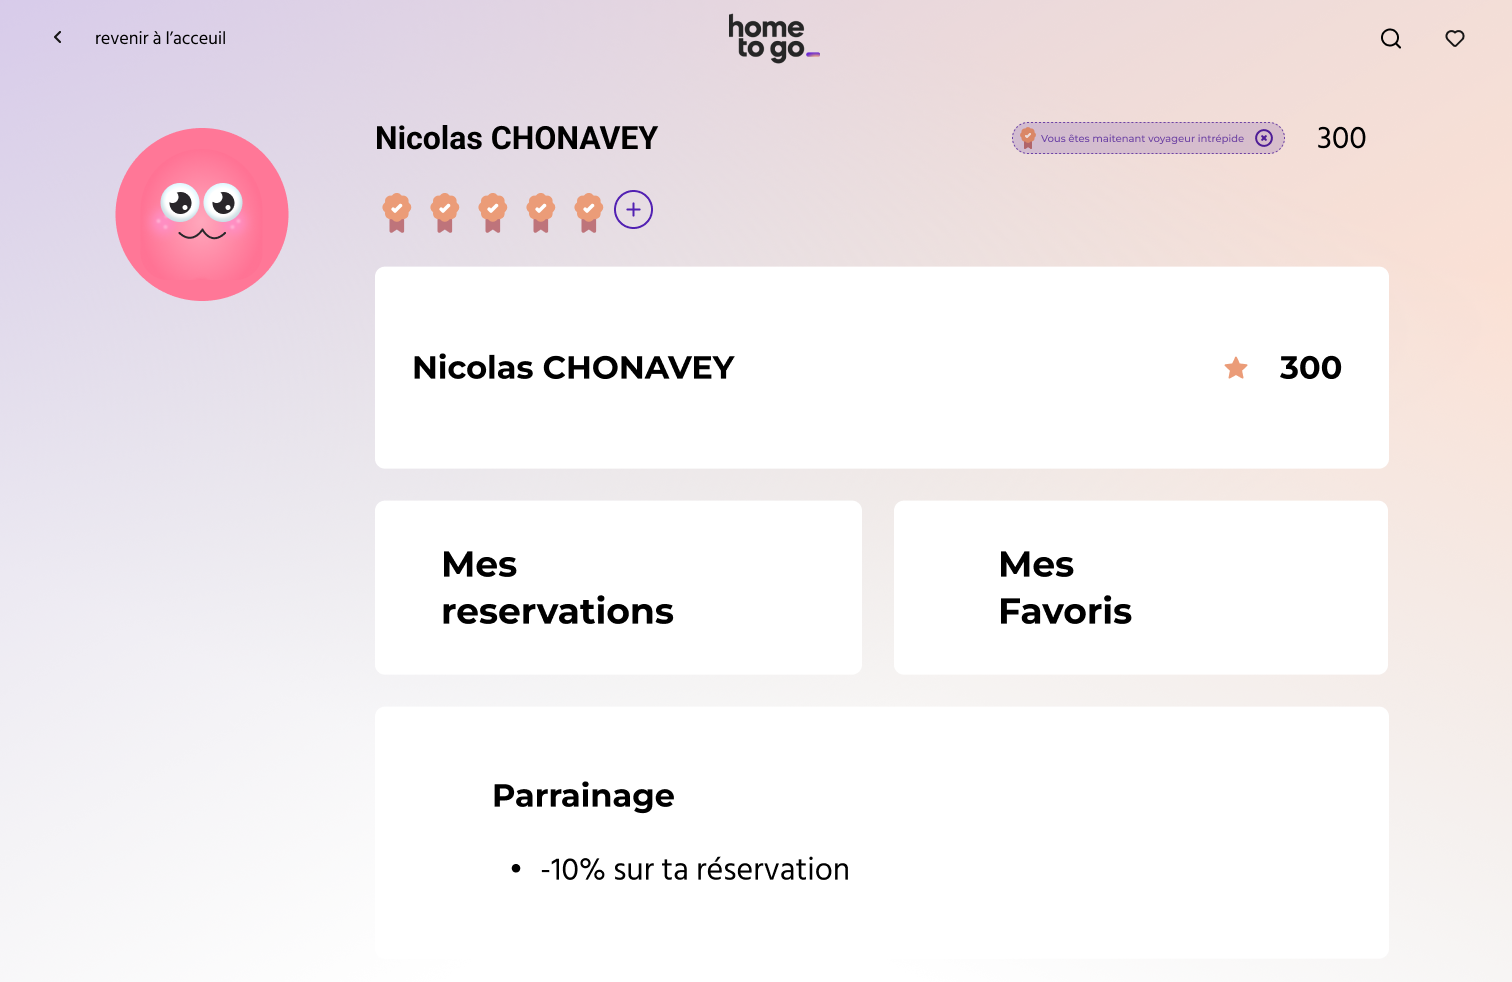 revenir à l'acceuil
home
to go_
Nicolas CHONAVEY
Vous êtes maitenant voyageur intrépide
300
Nicolas CHONAVEY
300
Mes
reservations
Mes
Favoris
Parrainage
• -10% sur ta réservation